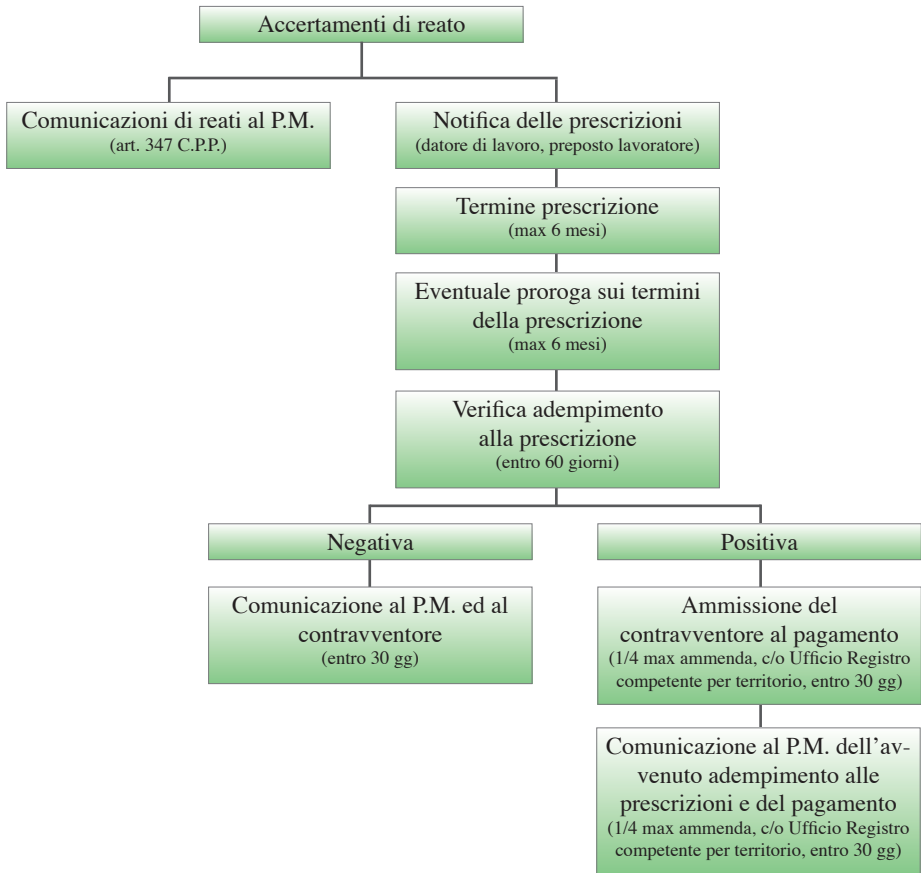 Accertamenti di reato
Comunicazioni di reati al P.M.
(art. 347 C.P.P.)
Notifica delle prescrizioni
(datore di lavoro, preposto lavoratore)
Termine prescrizione
(max 6 mesi)
Eventuale proroga sui termini
della prescrizione
(max 6 mesi)
Verifica adempimento
alla prescrizione
(entro 60 giorni)
Negativa
Comunicazione al P.M. ed al
contravventore
(entro 30 gg)
Positiva
Ammissione del
contravventore al pagamento
(1/4 max ammenda, c/o Ufficio Registro
competente per territorio, entro 30 gg)
Comunicazione al P.M. dell'av-
venuto adempimento alle
prescrizioni e del pagamento
(1/4 max ammenda, c/o Ufficio Registro
competente per territorio, entro 30 gg)